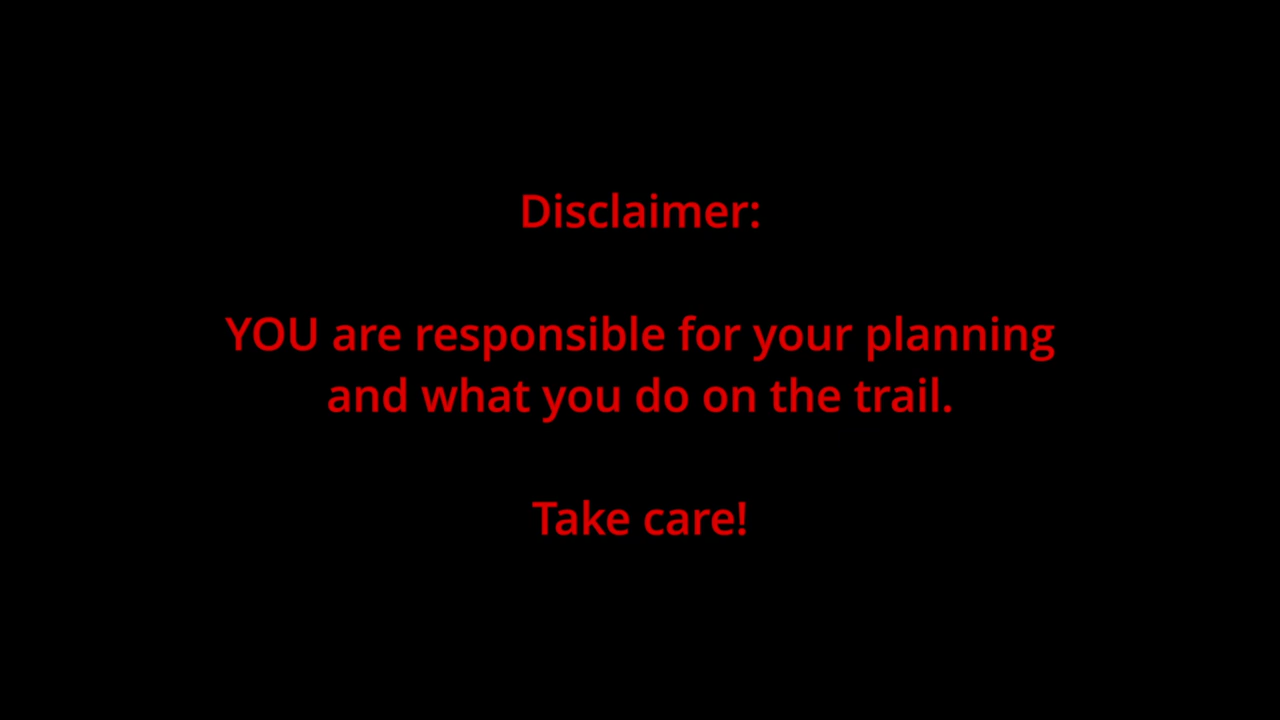 Disclaimer:
YOU are responsible for your planning
and what you do on the trail.
Take care!